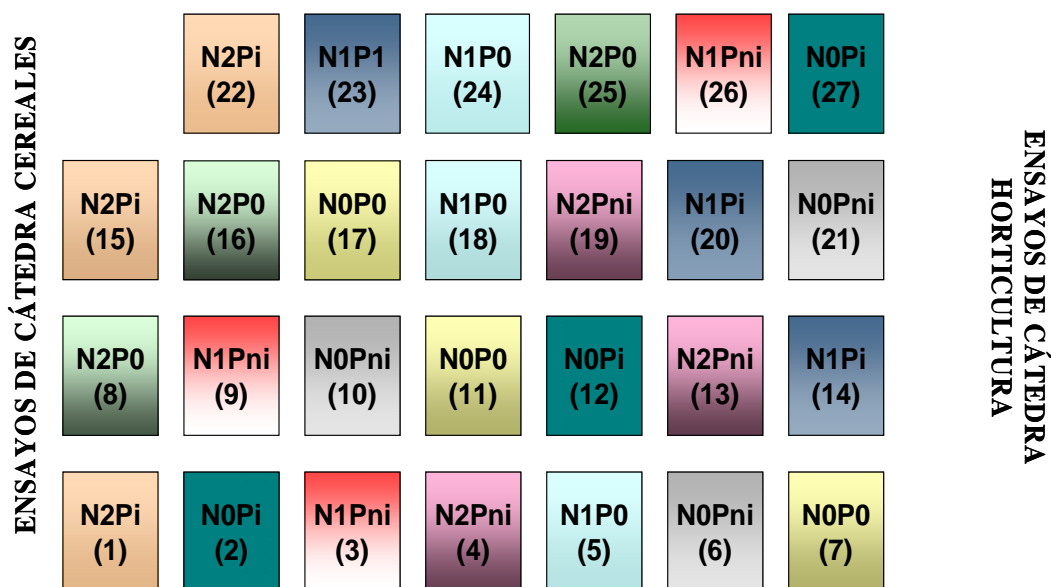 ENSAYOS DE CÁTEDRA CEREALES
N2Pi
(22)
N1P1
(23)
N1P0
(24)
N2P0
(25)
N1Pni
(26)
N0Pi
(27)
N2Pi
(15)
N2P0
(16)
N0P0
(17)
N1P0
(18)
N2Pni
(19)
N1Pi
(20)
N0Pni
(21)
N2P0
(8)
N1Pni
(9)
N0Pni
(10)
N0P0
(11)
N0Pi
(12)
N2Pni
(13)
N1Pi
(14)
N2Pi
(1)
N0Pi
(2)
N1Pni
(3)
N2Pni
(4)
N1P0
(5)
N0Pni
(6)
N0P0
(7)
ENSAYOS DE CÁTEDRA
HORTICULTURA